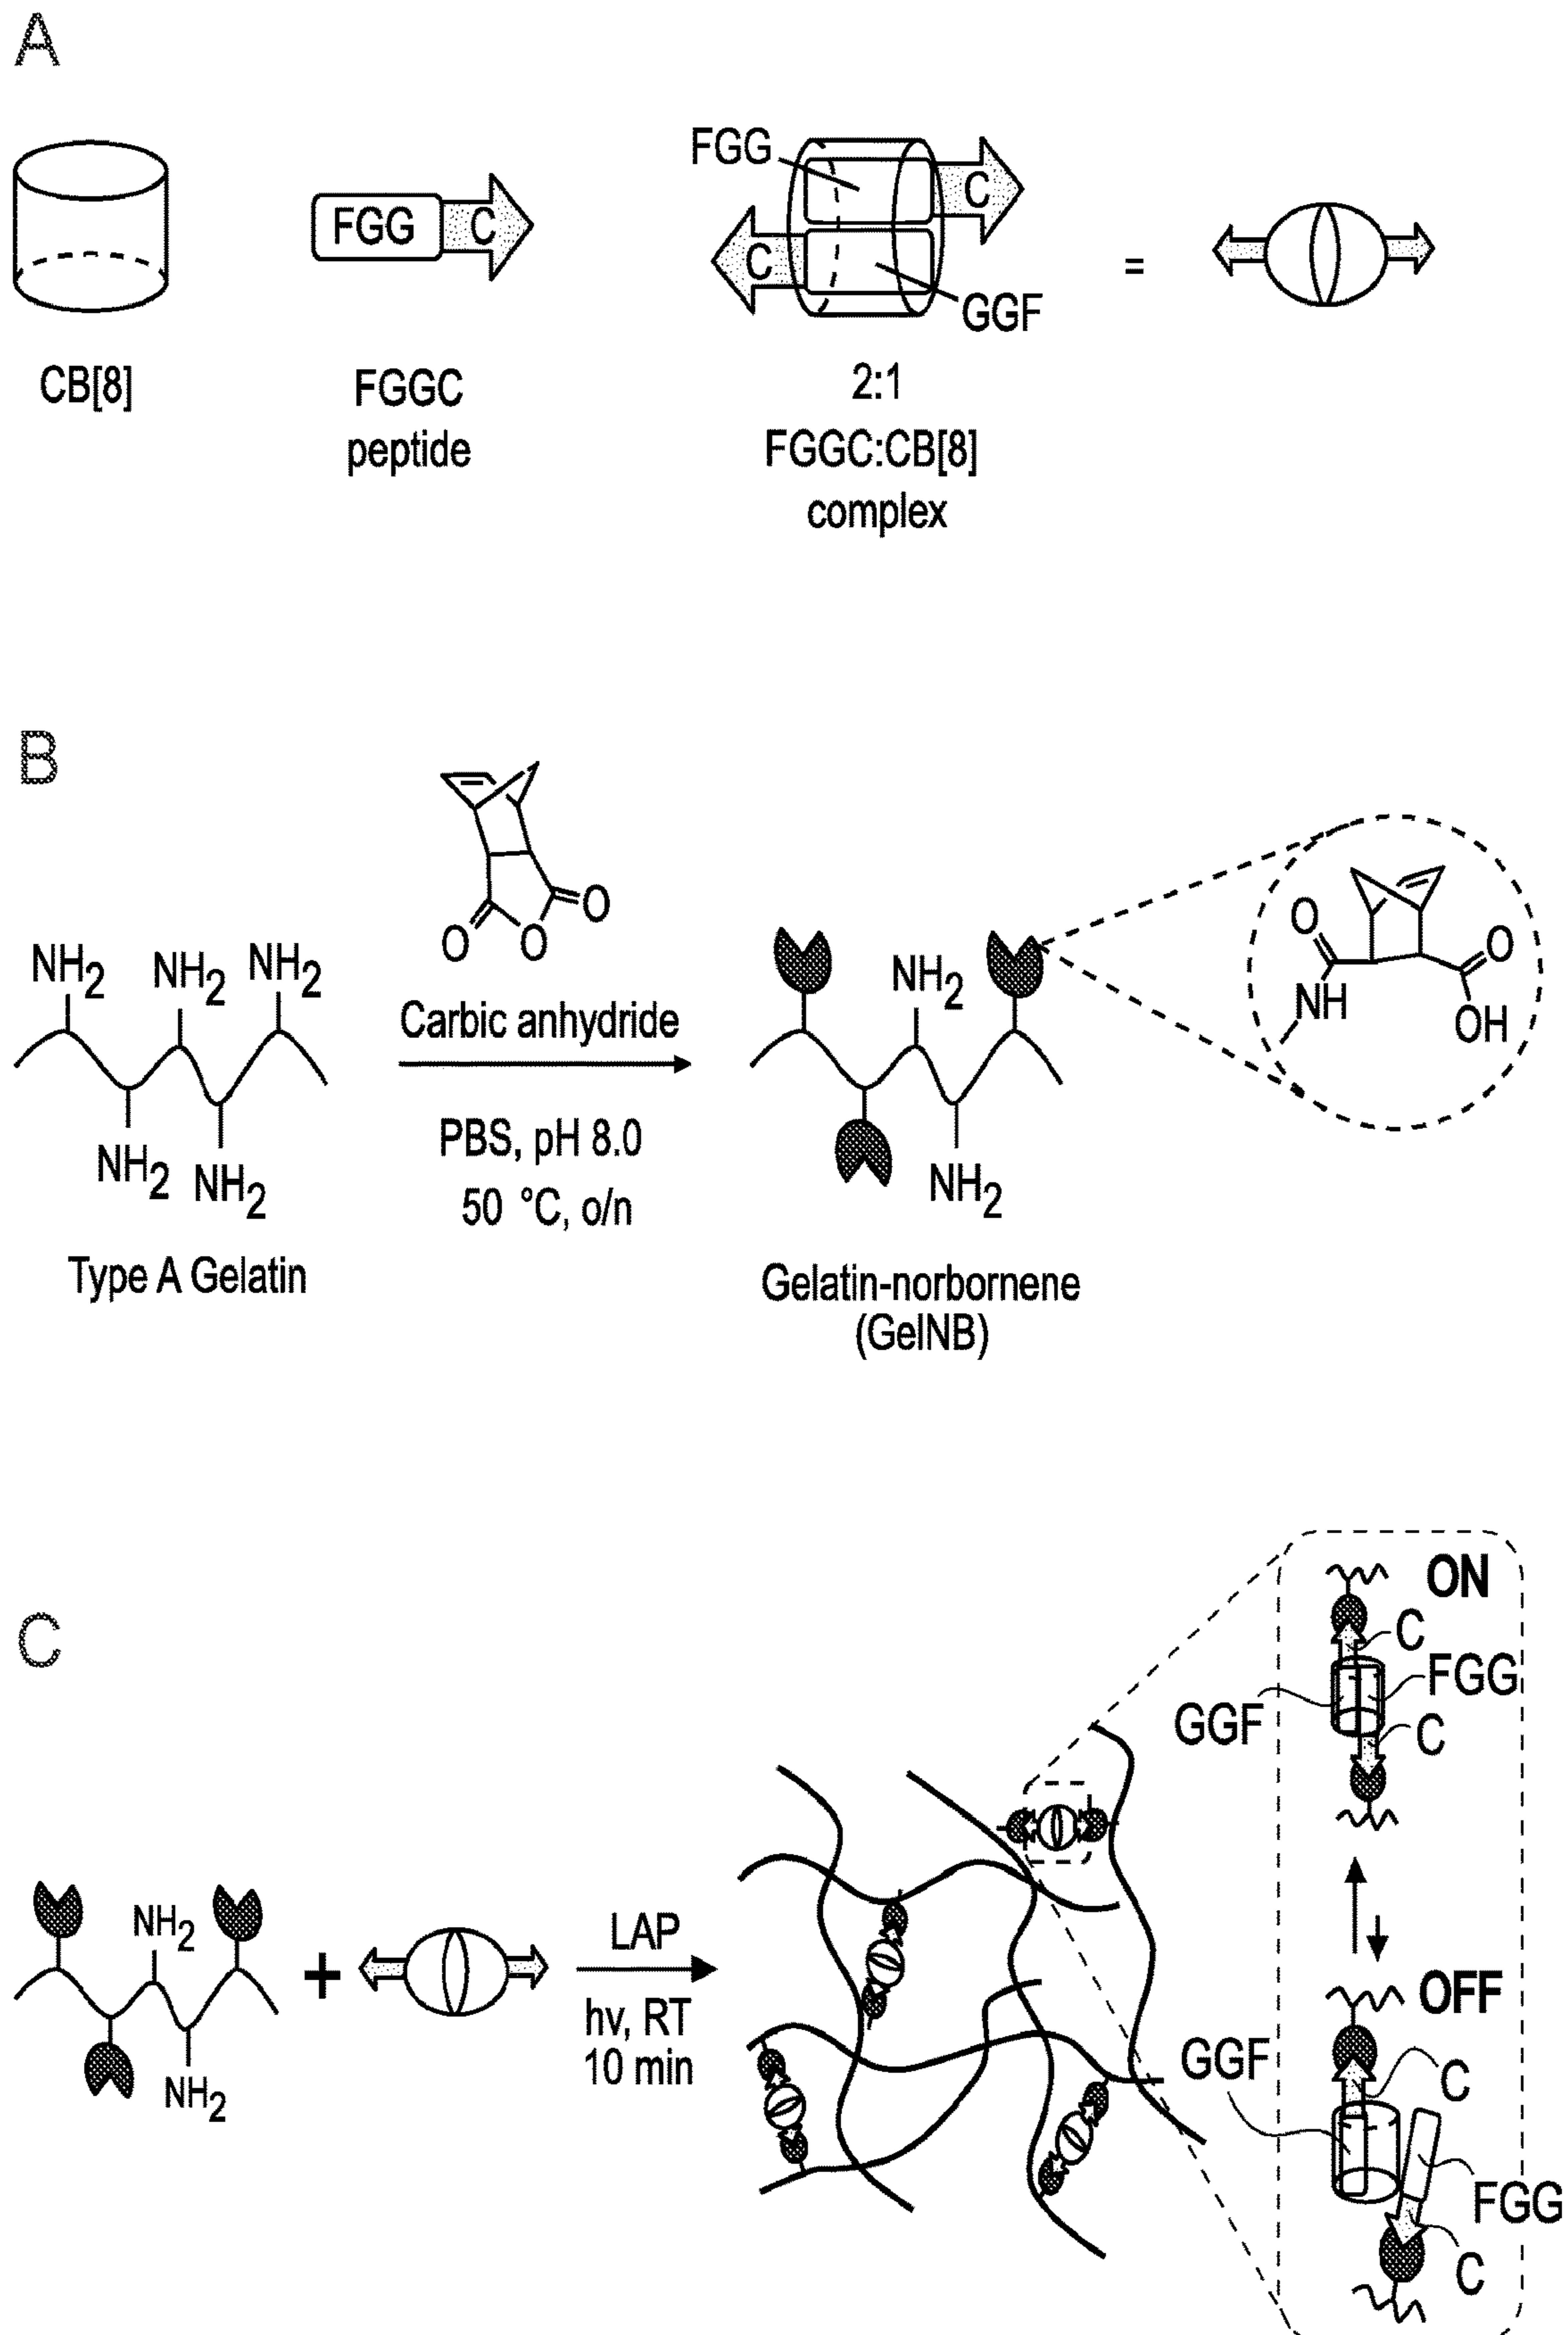 A
FGG
C
FGG
C
C
GGF
=
CB[8]
FGGC
peptide
2:1
FGGC:CB[8]
complex
B
O
O
O
NH2
NH2
NH2
NH2
NH2
Carbic anhydride
PBS, pH 8.0
50 °C, o/n
NH2
NH2
O
O
NH
OH
Type A Gelatin
Gelatin-norbornene
(GelNB)
C
ON
C
FGG
GGF
C
NH2
NH2
+
LAP
hv, RT
10 min
OFF
GGF
C
FGG
C